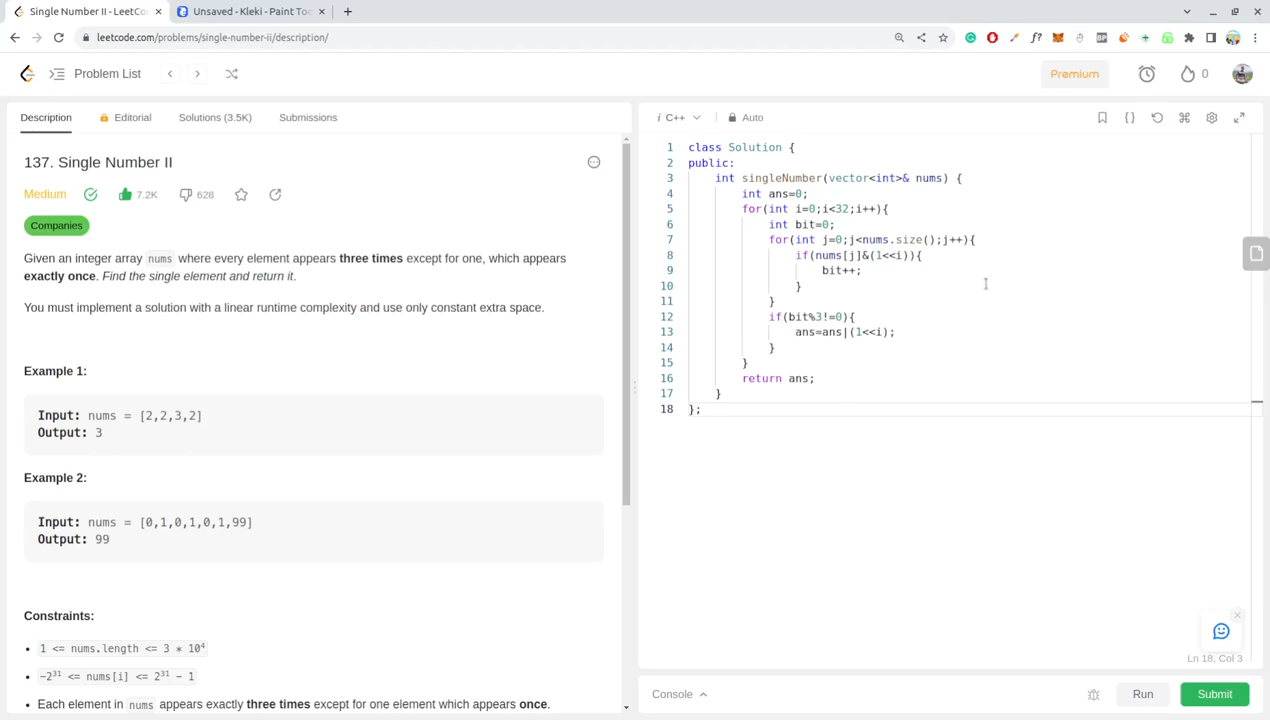 Single Number II - LeetCo
Unsaved - Kleki - Paint Too
leetcode.com/problems/single-number-ii/description/
Problem List
Premium
0
Description
Editorial
Solutions (3.5K)
Submissions
i C++
Auto
137. Single Number II
Medium
7.2K
628
Companies
Given an integer array nums where every element appears three times except for one, which appears
exactly once. Find the single element and return it.
You must implement a solution with a linear runtime complexity and use only constant extra space.
Example 1:
Input: nums = [2,2,3,2]
Output: 3
Example 2:
Input: nums = [0,1,0,1,0,1,99]
Output: 99
Constraints:
• 1 <= nums.length <= 3 * 10⁴
• -2³¹ <= nums[i] <= 2³¹ - 1
• Each element in nums appears exactly three times except for one element which appears once.
1 class Solution {
2 public:
3 int singleNumber(vector<int>& nums) {
4 int ans=0;
5 for(int i=0;i<32;i++){
6 int bit=0;
7 for(int j=0;j<nums.size();j++){
8 if(nums[j]&(1<<i)){
9 bit++;
10 }
11 }
12 if(bit%3!=0){
13 ans=ans|(1<<i);
14 }
15 }
16 return ans;
17 }
18 };
Ln 18, Col 3
Console
Run
Submit